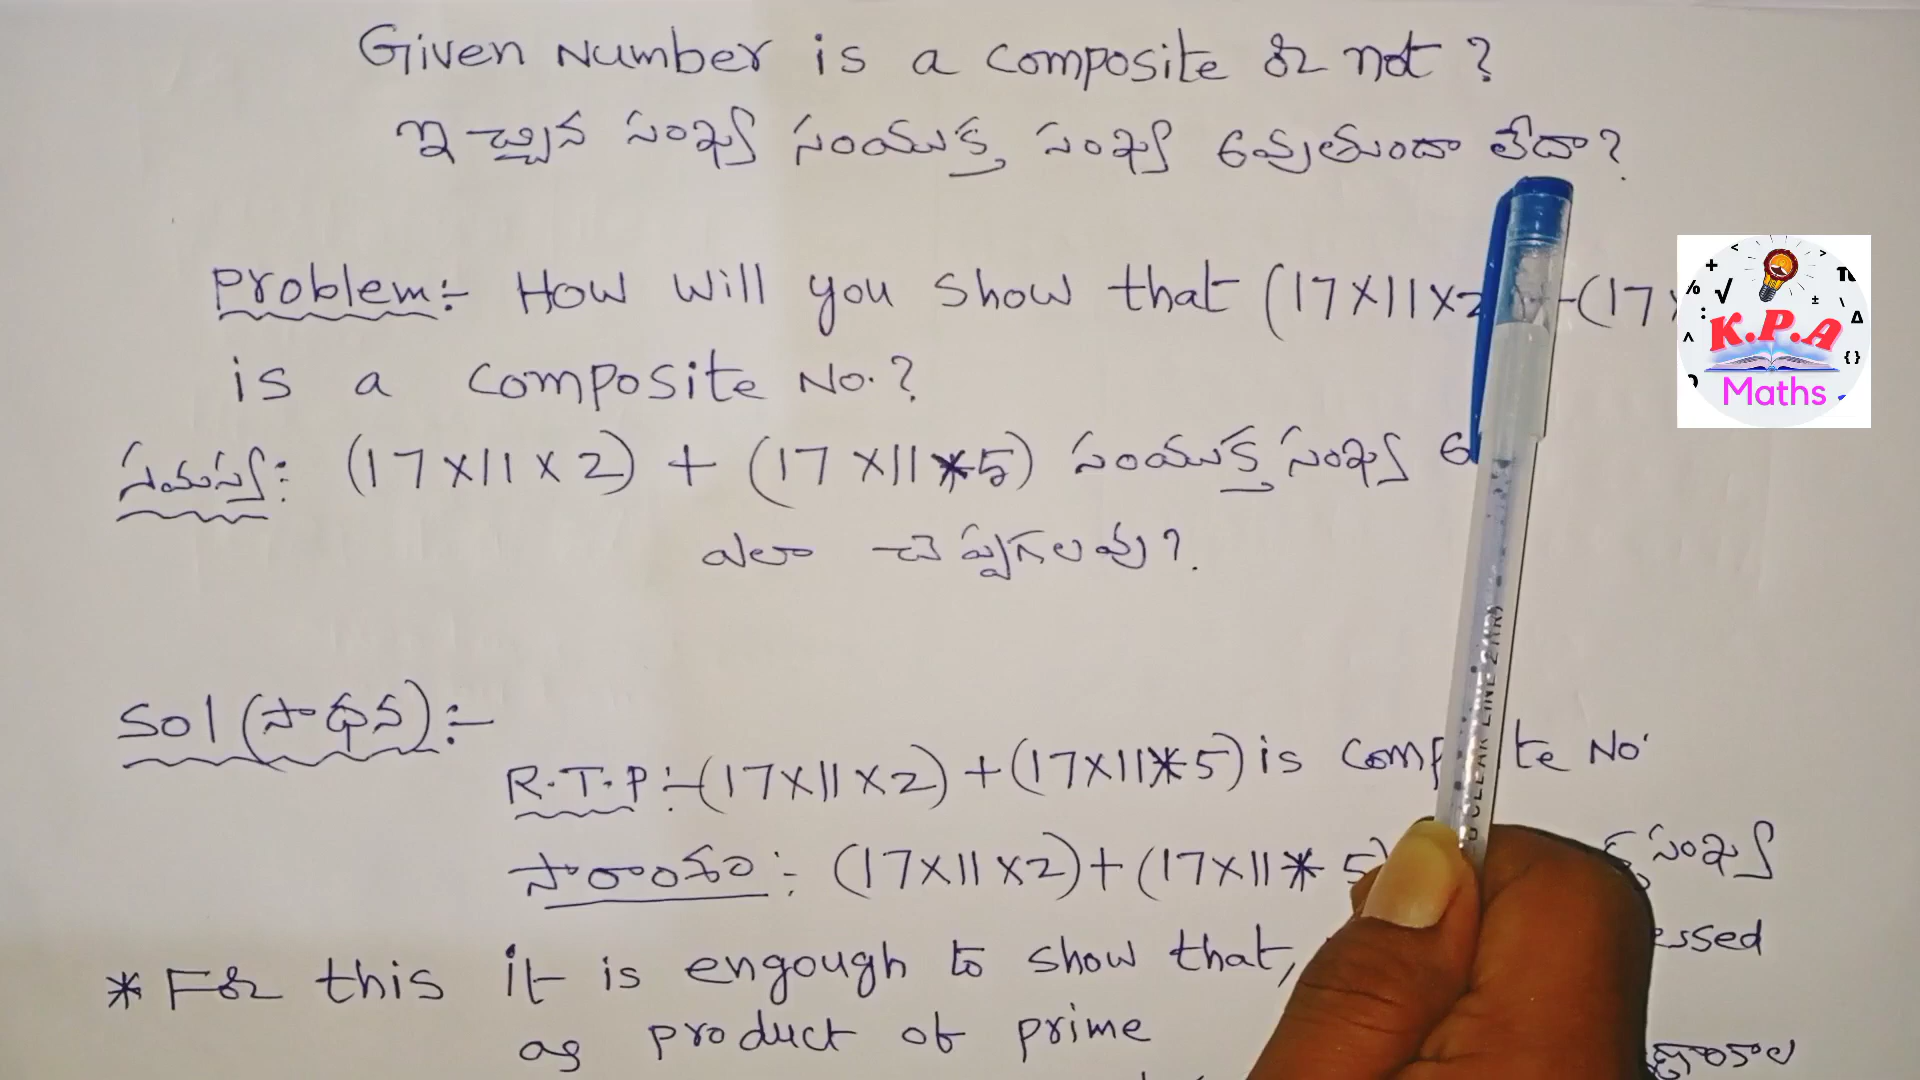 Given Number is a composite or not?
ఇచ్చిన సంఖ్య సంయుక్త సంఖ్య అవుతుందా లేదా?
Problem:- How will you show that (17×11×2 (17
K.P.A
Maths
is a composite No.?
సమస్య: (17×11×2) + (17×11*5) సంయుక్త సంఖ్య అ
ఎలా చెప్పగలవు?
Sol(సాధన):-
R.T.P:-(17×11×2)+(17×11*5) is comp te No.
సారాంశం: (17×11×2)+(17×11* 5) సంఖ్య
* For this it is engough to show that, essed
as product of prime